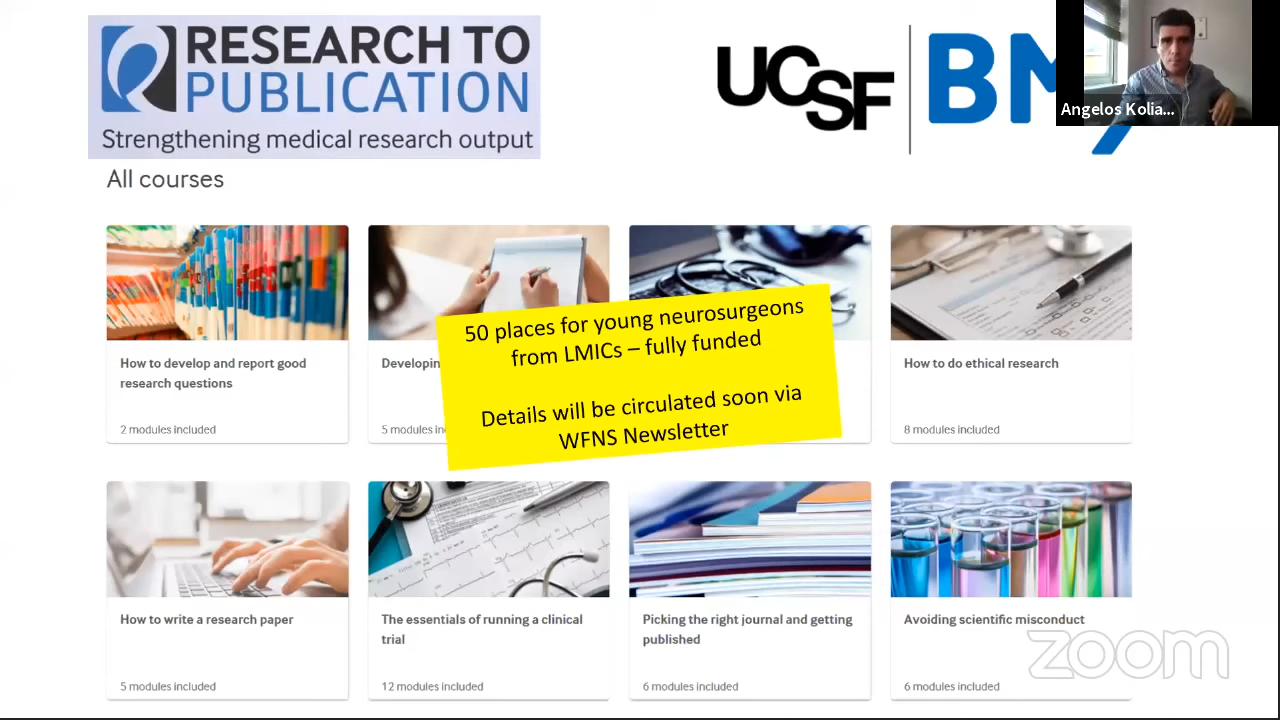 RESEARCH TO
PUBLICATION
Strengthening medical research output
UCSF
Angelos Kolia...
All courses
50 places for young neurosurgeons
from LMICs – fully funded
Details will be circulated soon via
WFNS Newsletter
How to develop and report good
research questions
2 modules included
5 modules
How to do ethical research
8 modules included
How to write a research paper
5 modules included
The essentials of running a clinical
trial
12 modules included
Picking the right journal and getting
published
6 modules included
Avoiding scientific misconduct
6 modules included
zoom